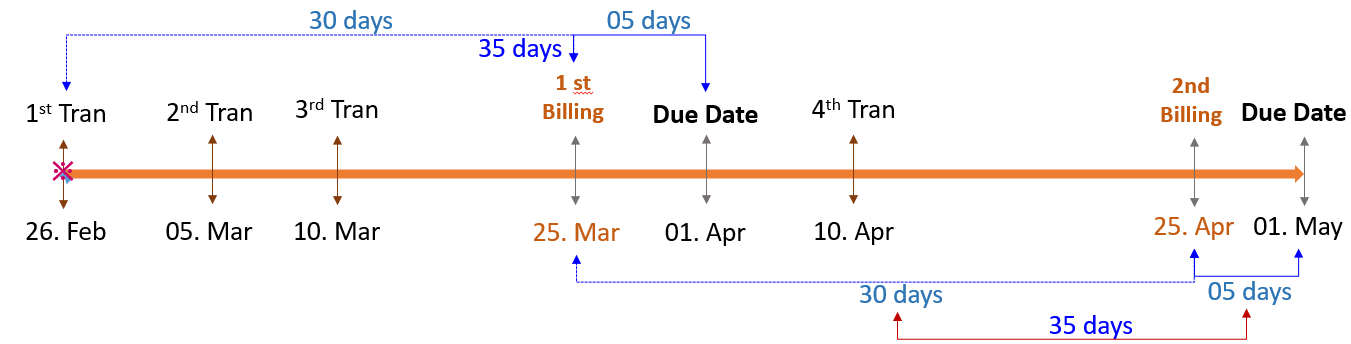 30 days
05 days
35 days
1st Tran
2nd Tran
3rd Tran
1 st
Billing
Due Date
4th Tran
2nd
Billing
Due Date
26. Feb
05. Mar
10. Mar
25. Mar
01. Apr
10. Apr
25. Apr
01. May
30 days
05 days
35 days